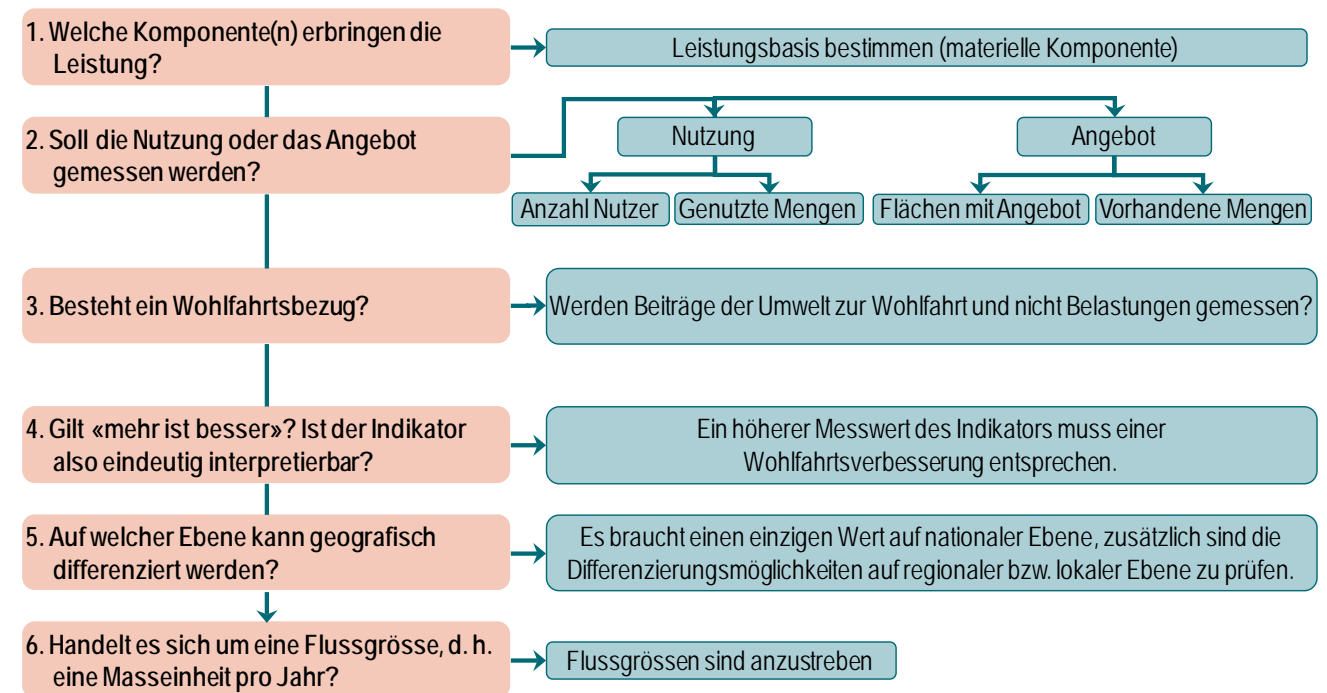 1. Welche Komponente(n) erbringen die
Leistung?
Leistungsbasis bestimmen (materielle Komponente)
2. Soll die Nutzung oder das Angebot
gemessen werden?
Nutzung
Angebot
Anzahl Nutzer
Genutzte Mengen
Flächen mit Angebot
Vorhandene Mengen
3. Besteht ein Wohlfahrtsbezug?
Werden Beiträge der Umwelt zur Wohlfahrt und nicht Belastungen gemessen?
4. Gilt «mehr ist besser»? Ist der Indikator
also eindeutig interpretierbar?
Ein höherer Messwert des Indikators muss einer
Wohlfahrtsverbesserung entsprechen.
5. Auf welcher Ebene kann geografisch
differenziert werden?
Es braucht einen einzigen Wert auf nationaler Ebene, zusätzlich sind die
Differenzierungsmöglichkeiten auf regionaler bzw. lokaler Ebene zu prüfen.
6. Handelt es sich um eine Flussgrösse, d. h.
eine Masseinheit pro Jahr?
Flussgrössen sind anzustreben